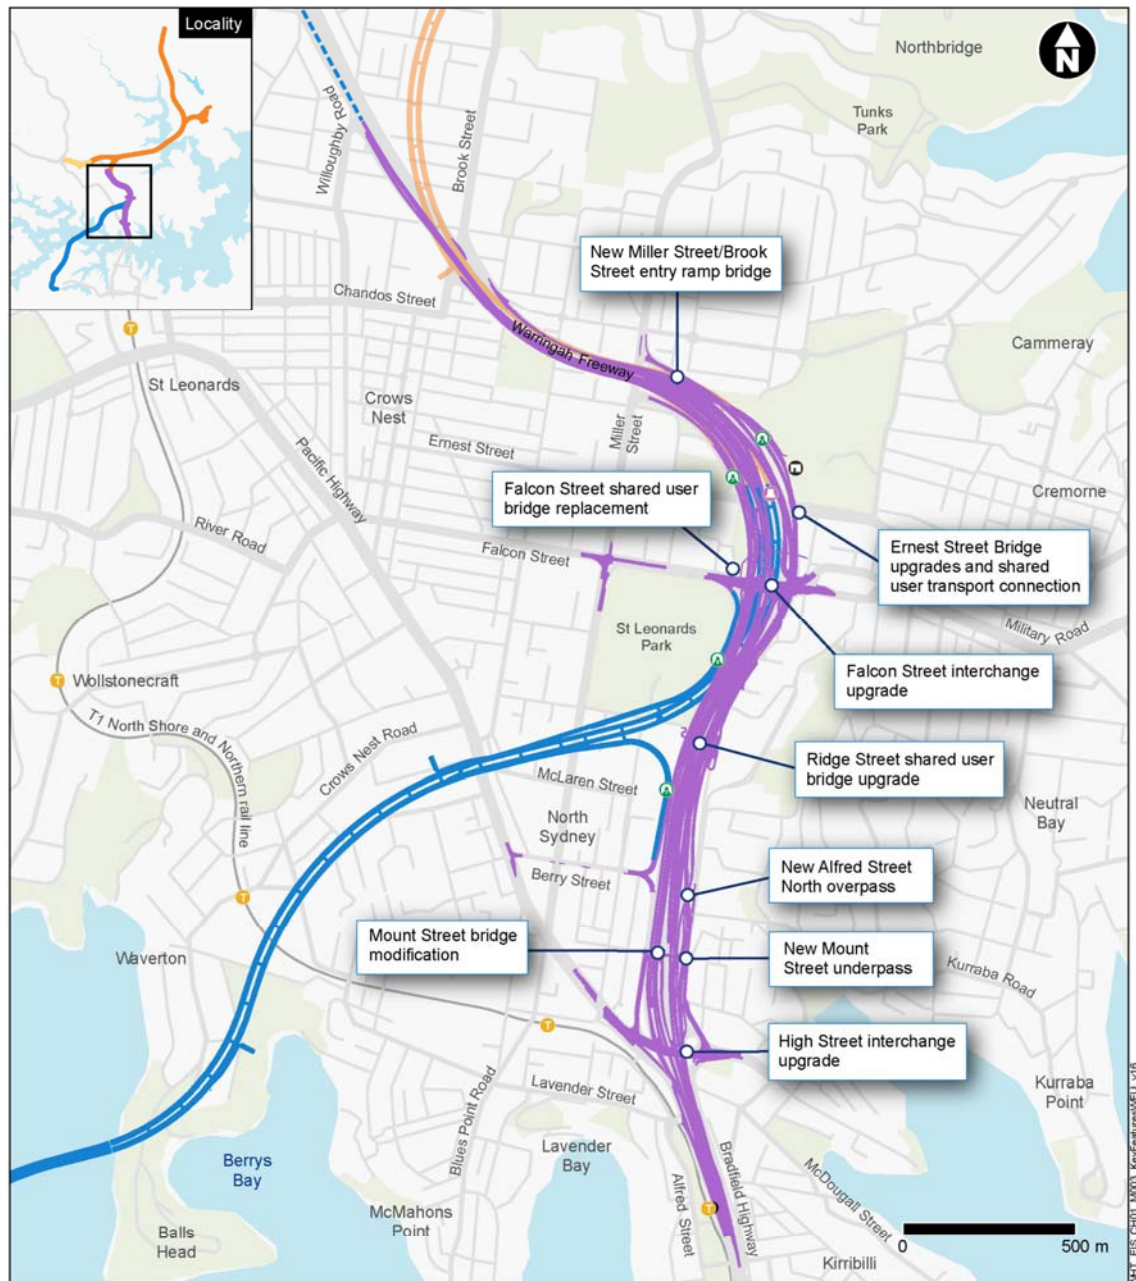 Locality
N
Northbridge
Tunks
Park
Willoughby Road
Brook Street
New Miller Street/Brook
Street entry ramp bridge
Chandos Street
Warringah Freeway
Cammeray
St Leonards
Crows
Nest
Miller
Street
Ernest Street
Pacific Highway
Falcon Street shared user
bridge replacement
Cremorne
River Road
Falcon Street
Ernest Street Bridge
upgrades and shared
user transport connection
St Leonards
Park
Military Road
Falcon Street interchange
upgrade
T
Wollstonecraft
T1 North Shore and Northern rail line
Crows Nest Road
Ridge Street shared user
bridge upgrade
McLaren Street
North
Sydney
Neutral
Bay
Berry Street
New Alfred Street
North overpass
T
Mount Street bridge
modification
New Mount
Street underpass
Waverton
Kurraba Road
T
High Street interchange
upgrade
Lavender Street
Kurraba
Point
Blues Point Road
Lavender
Bay
Berrys
Bay
Alfred Street
Bradfield Highway
McDougall Street
T
McMahons
Point
Balls
Head
Kirribilli
0 500 m